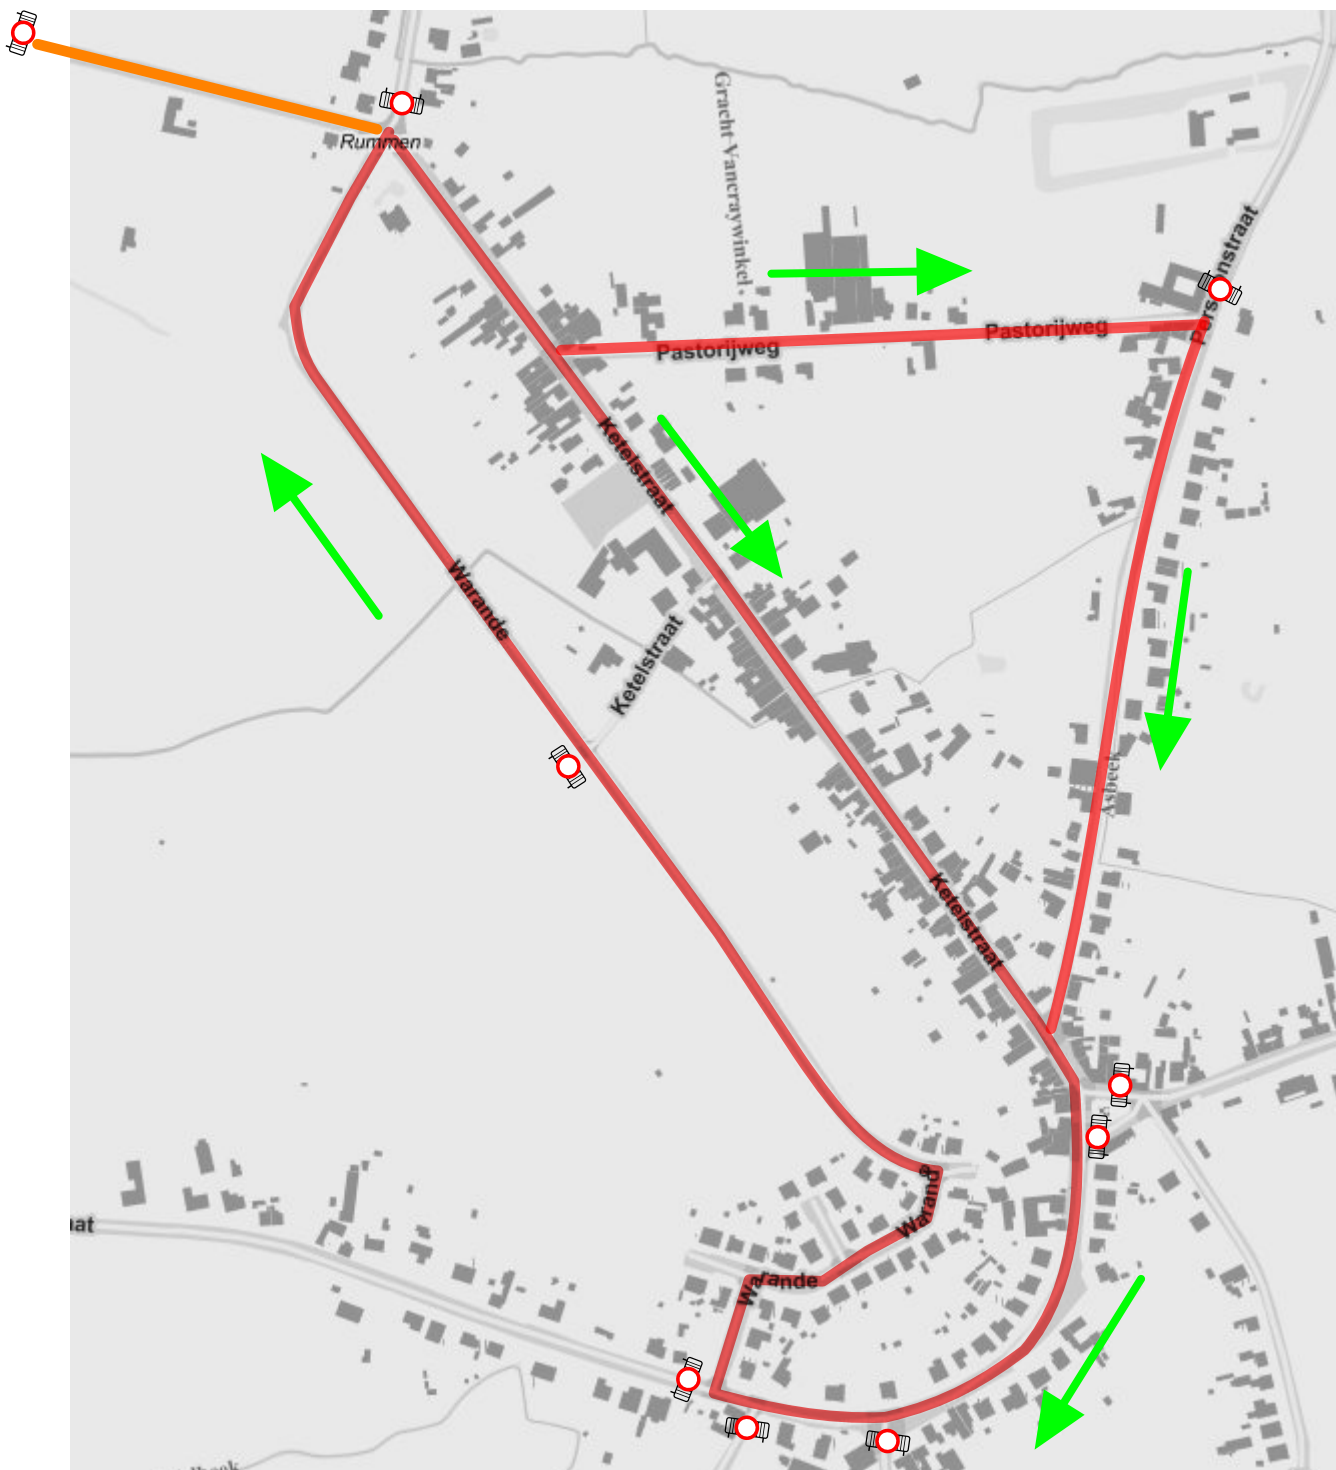 Rummen
Gracht Vancraywinkel
Pastorijweg
Pastorijweg
Ketelstraat
Warande
Ketelstraat
Asbeek
Ketelstraat
Warande
Warande